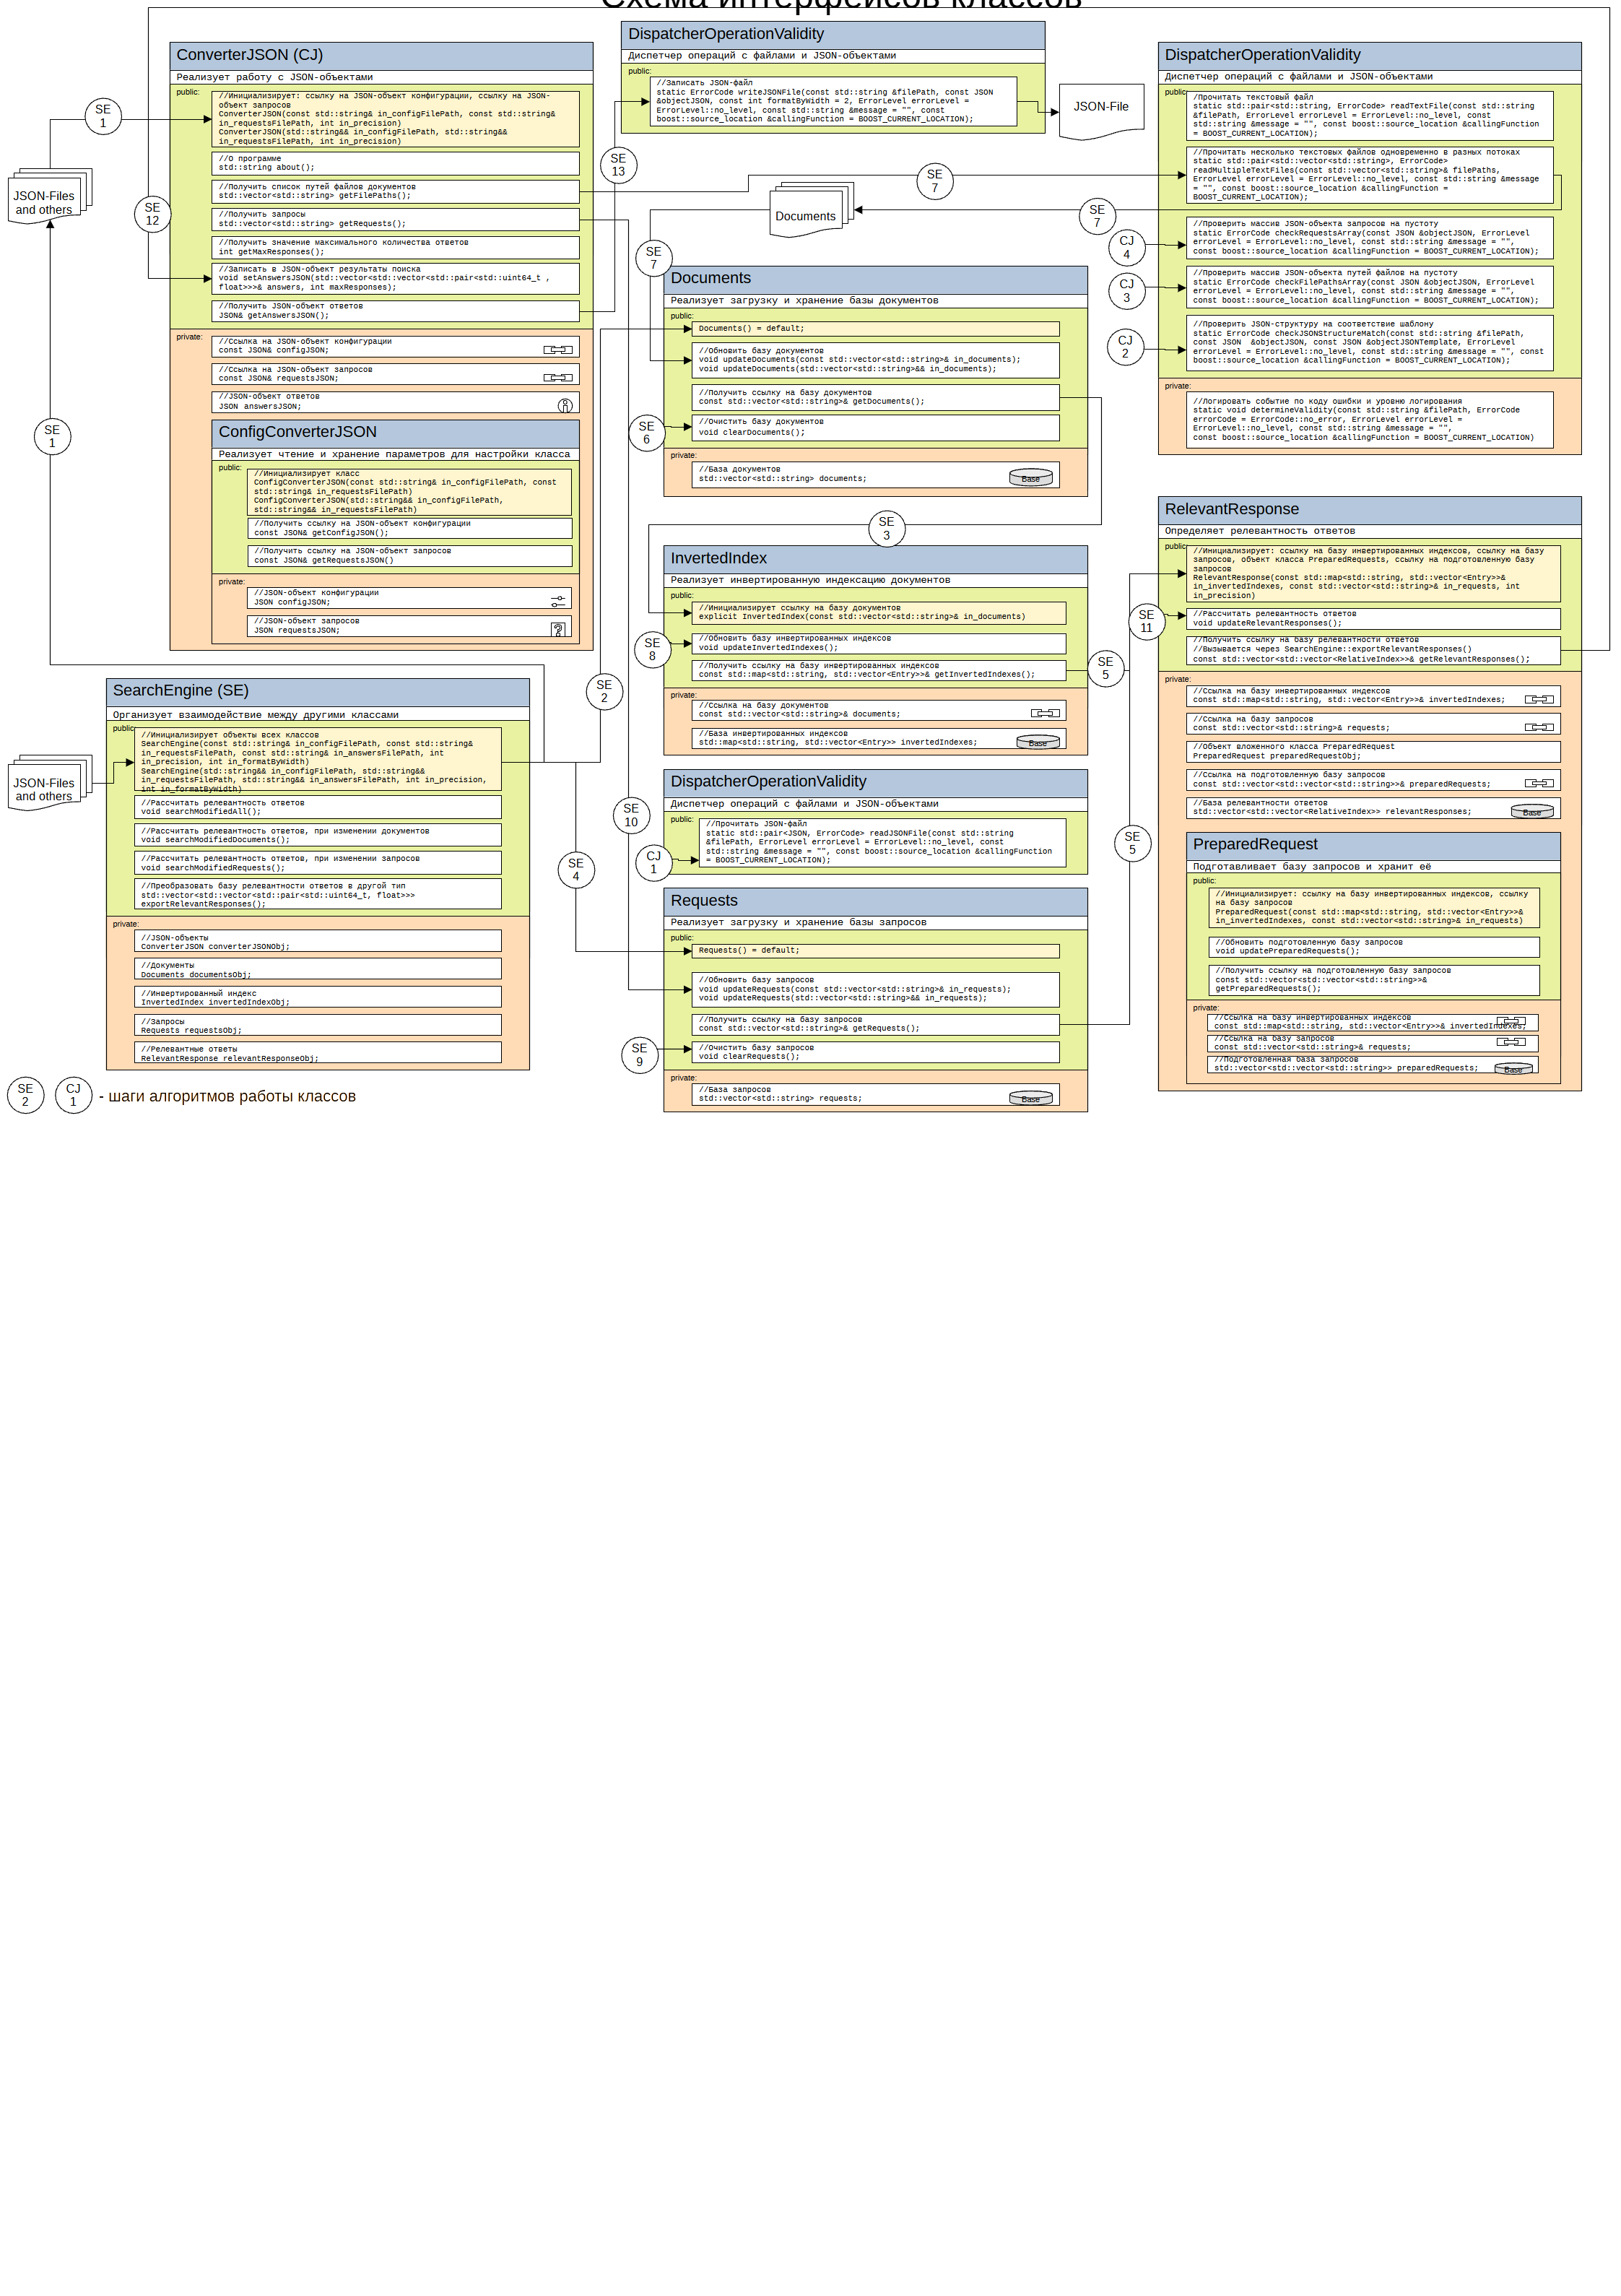 Схема интерфейсов классов
ConverterJSON (CJ)
Реализует работу с JSON-объектами
public:
//Инициализирует: ссылку на JSON-объект конфигурации, ссылку на JSON-
объект запросов
ConverterJSON(const std::string& in_configFilePath, const std::string&
in_requestsFilePath, int in_precision)
ConverterJSON(std::string&& in_configFilePath, std::string&&
in_requestsFilePath, int in_precision)
//О программе
std::string about();
//Получить список путей файлов документов
std::vector<std::string> getFilePaths();
//Получить запросы
std::vector<std::string> getRequests();
//Получить значение максимального количества ответов
int getMaxResponses();
//Записать в JSON-объект результаты поиска
void setAnswersJSON(std::vector<std::vector<std::pair<std::uint64_t ,
float>>>& answers, int maxResponses);
//Получить JSON-объект ответов
JSON& getAnswersJSON();
private:
//Ссылка на JSON-объект конфигурации
const JSON& configJSON;
//Ссылка на JSON-объект запросов
const JSON& requestsJSON;
//JSON-объект ответов
JSON answersJSON;
ConfigConverterJSON
Реализует чтение и хранение параметров для настройки класса
public:
//Инициализирует класс
ConfigConverterJSON(const std::string& in_configFilePath, const
std::string& in_requestsFilePath)
ConfigConverterJSON(std::string&& in_configFilePath,
std::string&& in_requestsFilePath)
//Получить ссылку на JSON-объект конфигурации
const JSON& getConfigJSON();
//Получить ссылку на JSON-объект запросов
const JSON& getRequestsJSON()
private:
//JSON-объект конфигурации
JSON configJSON;
//JSON-объект запросов
JSON requestsJSON;
DispatcherOperationValidity
Диспетчер операций с файлами и JSON-объектами
public:
//Записать JSON-файл
static ErrorCode writeJSONFile(const std::string &filePath, const JSON
&objectJSON, const int formatByWidth = 2, ErrorLevel errorLevel =
ErrorLevel::no_level, const std::string &message = "", const
boost::source_location &callingFunction = BOOST_CURRENT_LOCATION);
JSON-File
DispatcherOperationValidity
Диспетчер операций с файлами и JSON-объектами
public:
/Прочитать текстовый файл
static std::pair<std::string, ErrorCode> readTextFile(const std::string
&filePath, ErrorLevel errorLevel = ErrorLevel::no_level, const
std::string &message = "", const boost::source_location &callingFunction
= BOOST_CURRENT_LOCATION);
//Прочитать несколько текстовых файлов одновременно в разных потоках
static std::pair<std::vector<std::string>, ErrorCode>
readMultipleTextFiles(const std::vector<std::string>& filePaths,
ErrorLevel errorLevel = ErrorLevel::no_level, const std::string &message
= "", const boost::source_location &callingFunction =
BOOST_CURRENT_LOCATION);
//Проверить массив JSON-объекта запросов на пустоту
static ErrorCode checkRequestsArray(const JSON &objectJSON, ErrorLevel
errorLevel = ErrorLevel::no_level, const std::string &message = "",
const boost::source_location &callingFunction = BOOST_CURRENT_LOCATION);
//Проверить массив JSON-объекта путей файлов на пустоту
static ErrorCode checkFilePathsArray(const JSON &objectJSON, ErrorLevel
errorLevel = ErrorLevel::no_level, const std::string &message = "",
const boost::source_location &callingFunction = BOOST_CURRENT_LOCATION);
//Проверить JSON-структуру на соответствие шаблону
static ErrorCode checkJSONStructureMatch(const std::string &filePath,
const JSON  &objectJSON, const JSON &objectJSONTemplate, ErrorLevel
errorLevel = ErrorLevel::no_level, const std::string &message = "", const
boost::source_location &callingFunction = BOOST_CURRENT_LOCATION);
private:
//Логировать событие по коду ошибки и уровню логирования
static void determineValidity(const std::string &filePath, ErrorCode
errorCode = ErrorCode::no_error, ErrorLevel errorLevel =
ErrorLevel::no_level, const std::string &message = "",
const boost::source_location &callingFunction = BOOST_CURRENT_LOCATION)
SE
1
JSON-Files
and others
SE
12
SE
13
SE
7
Documents
SE
7
CJ
4
SE
7
CJ
3
CJ
2
SE
1
SE
6
Documents
Реализует загрузку и хранение базы документов
public:
Documents() = default;
//Обновить базу документов
void updateDocuments(const std::vector<std::string>& in_documents);
void updateDocuments(std::vector<std::string>&& in_documents);
//Получить ссылку на базу документов
const std::vector<std::string>& getDocuments();
//Очистить базу документов
void clearDocuments();
private:
//База документов
std::vector<std::string> documents;
Base
SE
3
InvertedIndex
Реализует инвертированную индексацию документов
public:
//Инициализирует ссылку на базу документов
explicit InvertedIndex(const std::vector<std::string>& in_documents)
//Обновить базу инвертированных индексов
void updateInvertedIndexes();
//Получить ссылку на базу инвертированных индексов
const std::map<std::string, std::vector<Entry>>& getInvertedIndexes();
private:
//Ссылка на базу документов
const std::vector<std::string>& documents;
//База инвертированных индексов
std::map<std::string, std::vector<Entry>> invertedIndexes;
Base
SE
8
SE
5
SE
11
SE
2
RelevantResponse
Определяет релевантность ответов
public:
//Инициализирует: ссылку на базу инвертированных индексов, ссылку на базу
запросов, объект класса PreparedRequest, ссылку на подготовленную базу
запросов
RelevantResponse(const std::map<std::string, std::vector<Entry>>&
in_invertedIndexes, const std::vector<std::string>& in_requests, int
in_precision)
//Рассчитать релевантность ответов
void updateRelevantResponses();
//Получить ссылку на базу релевантности ответов
//Вызывается через SearchEngine::exportRelevantResponses()
const std::vector<std::vector<RelativeIndex>>& getRelevantResponses();
private:
//Ссылка на базу инвертированных индексов
const std::map<std::string, std::vector<Entry>>& invertedIndexes;
//Ссылка на базу запросов
const std::vector<std::string>& requests;
//Объект вложенного класса PreparedRequest
PreparedRequest preparedRequestObj;
//Ссылка на подготовленную базу запросов
const std::vector<std::vector<std::string>>& preparedRequests;
//База релевантности ответов
std::vector<std::vector<RelativeIndex>> relevantResponses;
Base
PreparedRequest
Подготавливает базу запросов и хранит её
public:
//Инициализирует: ссылку на базу инвертированных индексов, ссылку
на базу запросов
PreparedRequest(const std::map<std::string, std::vector<Entry>>&
in_invertedIndexes, const std::vector<std::string>& in_requests)
//Обновить подготовленную базу запросов
void updatePreparedRequests();
//Получить ссылку на подготовленную базу запросов
const std::vector<std::vector<std::string>>&
getPreparedRequests();
private:
//Ссылка на базу инвертированных индексов
const std::map<std::string, std::vector<Entry>>& invertedIndexes;
//Ссылка на базу запросов
const std::vector<std::string>& requests;
//Подготовленная база запросов
std::vector<std::vector<std::string>> preparedRequests;
Base
SearchEngine (SE)
Организует взаимодействие между другими классами
public:
//Инициализирует объекты всех классов
SearchEngine(const std::string& in_configFilePath, const std::string&
in_requestsFilePath, const std::string& in_answersFilePath, int
in_precision, int in_formatByWidth)
SearchEngine(std::string&& in_configFilePath, std::string&&
in_requestsFilePath, std::string&& in_answersFilePath, int in_precision,
int in_formatByWidth)
JSON-Files
and others
//Рассчитать релевантность ответов
void searchModifiedAll();
//Рассчитать релевантность ответов, при изменении документов
void searchModifiedDocuments();
//Рассчитать релевантность ответов, при изменении запросов
void searchModifiedRequests();
//Преобразовать базу релевантности ответов в другой тип
std::vector<std::vector<std::pair<std::uint64_t, float>>>
exportRelevantResponses();
private:
//JSON-объекты
ConverterJSON converterJSONObj;
//Документы
Documents documentsObj;
//Инвертированный индекс
InvertedIndex invertedIndexObj;
//Запросы
Requests requestsObj;
//Релевантные ответы
RelevantResponse relevantResponseObj;
SE
4
SE
10
CJ
1
SE
5
DispatcherOperationValidity
Диспетчер операций с файлами и JSON-объектами
public:
//Прочитать JSON-файл
static std::pair<JSON, ErrorCode> readJSONFile(const std::string
&filePath, ErrorLevel errorLevel = ErrorLevel::no_level, const
std::string &message = "", const boost::source_location &callingFunction
= BOOST_CURRENT_LOCATION);
Requests
Реализует загрузку и хранение базы запросов
public:
Requests() = default;
//Обновить базу запросов
void updateRequests(const std::vector<std::string>& in_requests);
void updateRequests(std::vector<std::string>&& in_requests);
//Получить ссылку на базу запросов
const std::vector<std::string>& getRequests();
//Очистить базу запросов
void clearRequests();
private:
//База запросов
std::vector<std::string> requests;
Base
SE
9
SE
2
CJ
1
- шаги алгоритмов работы классов